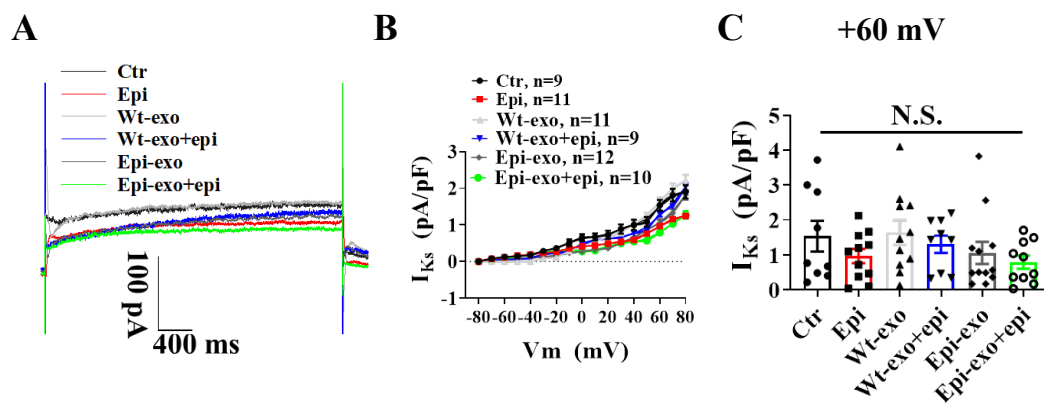 A
Ctr
Epi
Wt-exo
Wt-exo+epi
Epi-exo
Epi-exo+epi
100 pA
400 ms
B
Ctr, n=9
Epi, n=11
Wt-exo, n=11
Wt-exo+epi, n=9
Epi-exo, n=12
Epi-exo+epi, n=10
IKs (pA/pF)
3
2
1
0
-1
-80 -60 -40 -20 0 20 40 60 80
Vm (mV)
C
+60 mV
N.S.
IKs (pA/pF)
5
4
3
2
1
0
Ctr
Epi
Wt-exo
Wt-exo+epi
Epi-exo
Epi-exo+epi